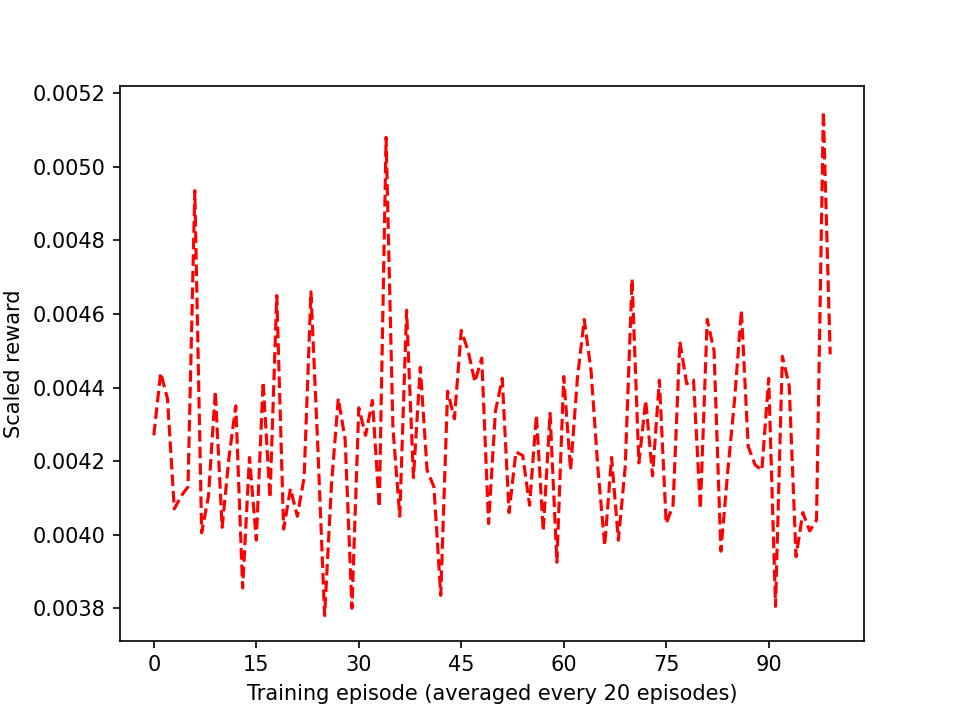 0.0052
0.0050
0.0048
0.0046
0.0044
0.0042
0.0040
0.0038
Scaled reward
0 15 30 45 60 75 90
Training episode (averaged every 20 episodes)